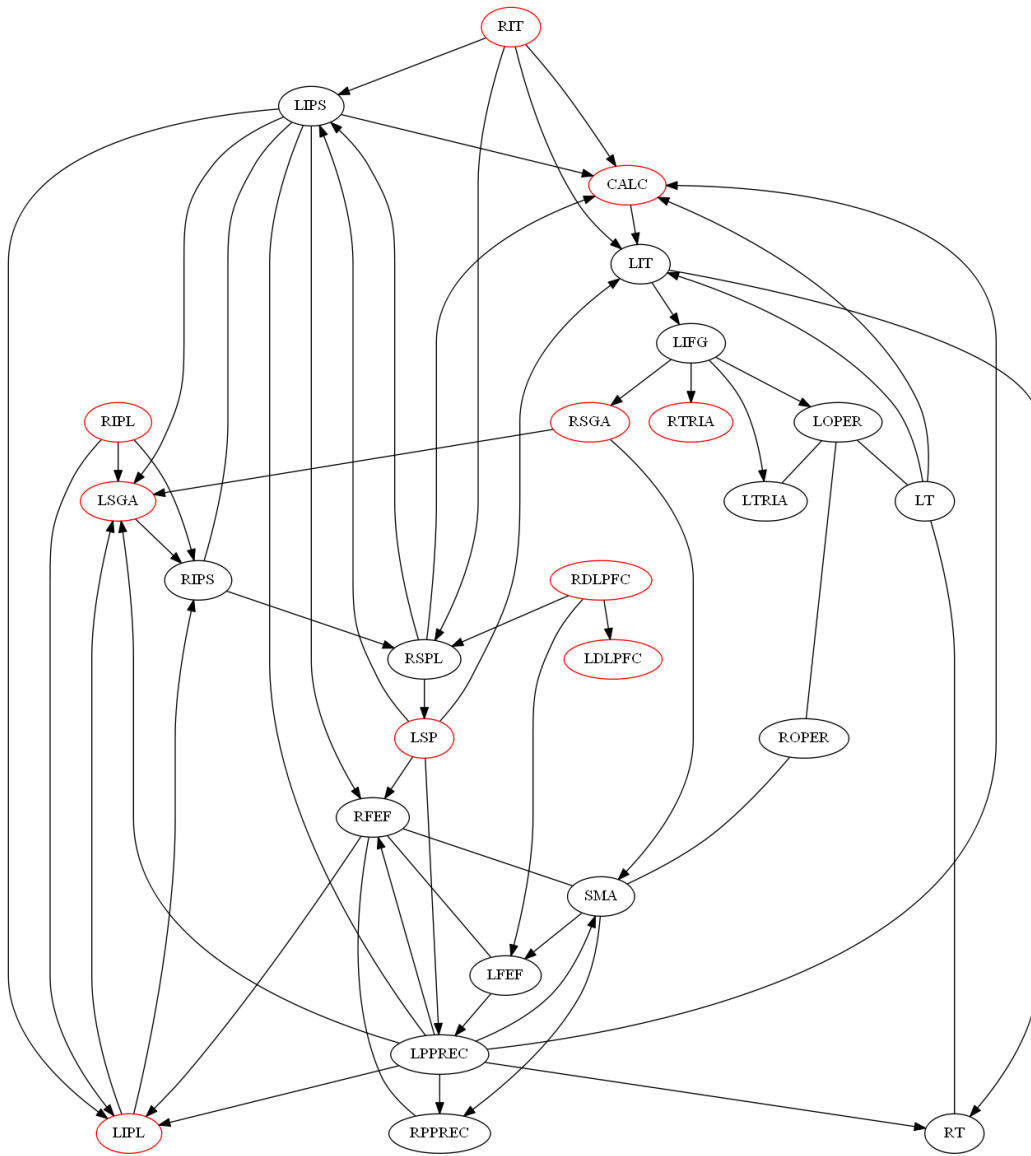 RIT
LIPS
CALC
LIT
LIFG
RIPL
RSGA
RTRIA
LOPER
LSGA
LTRIA
LT
RIPS
RDLPFC
RSPL
LDLPFC
LSP
ROPER
RFEF
SMA
LFEF
LPPREC
LIPL
RPPREC
RT